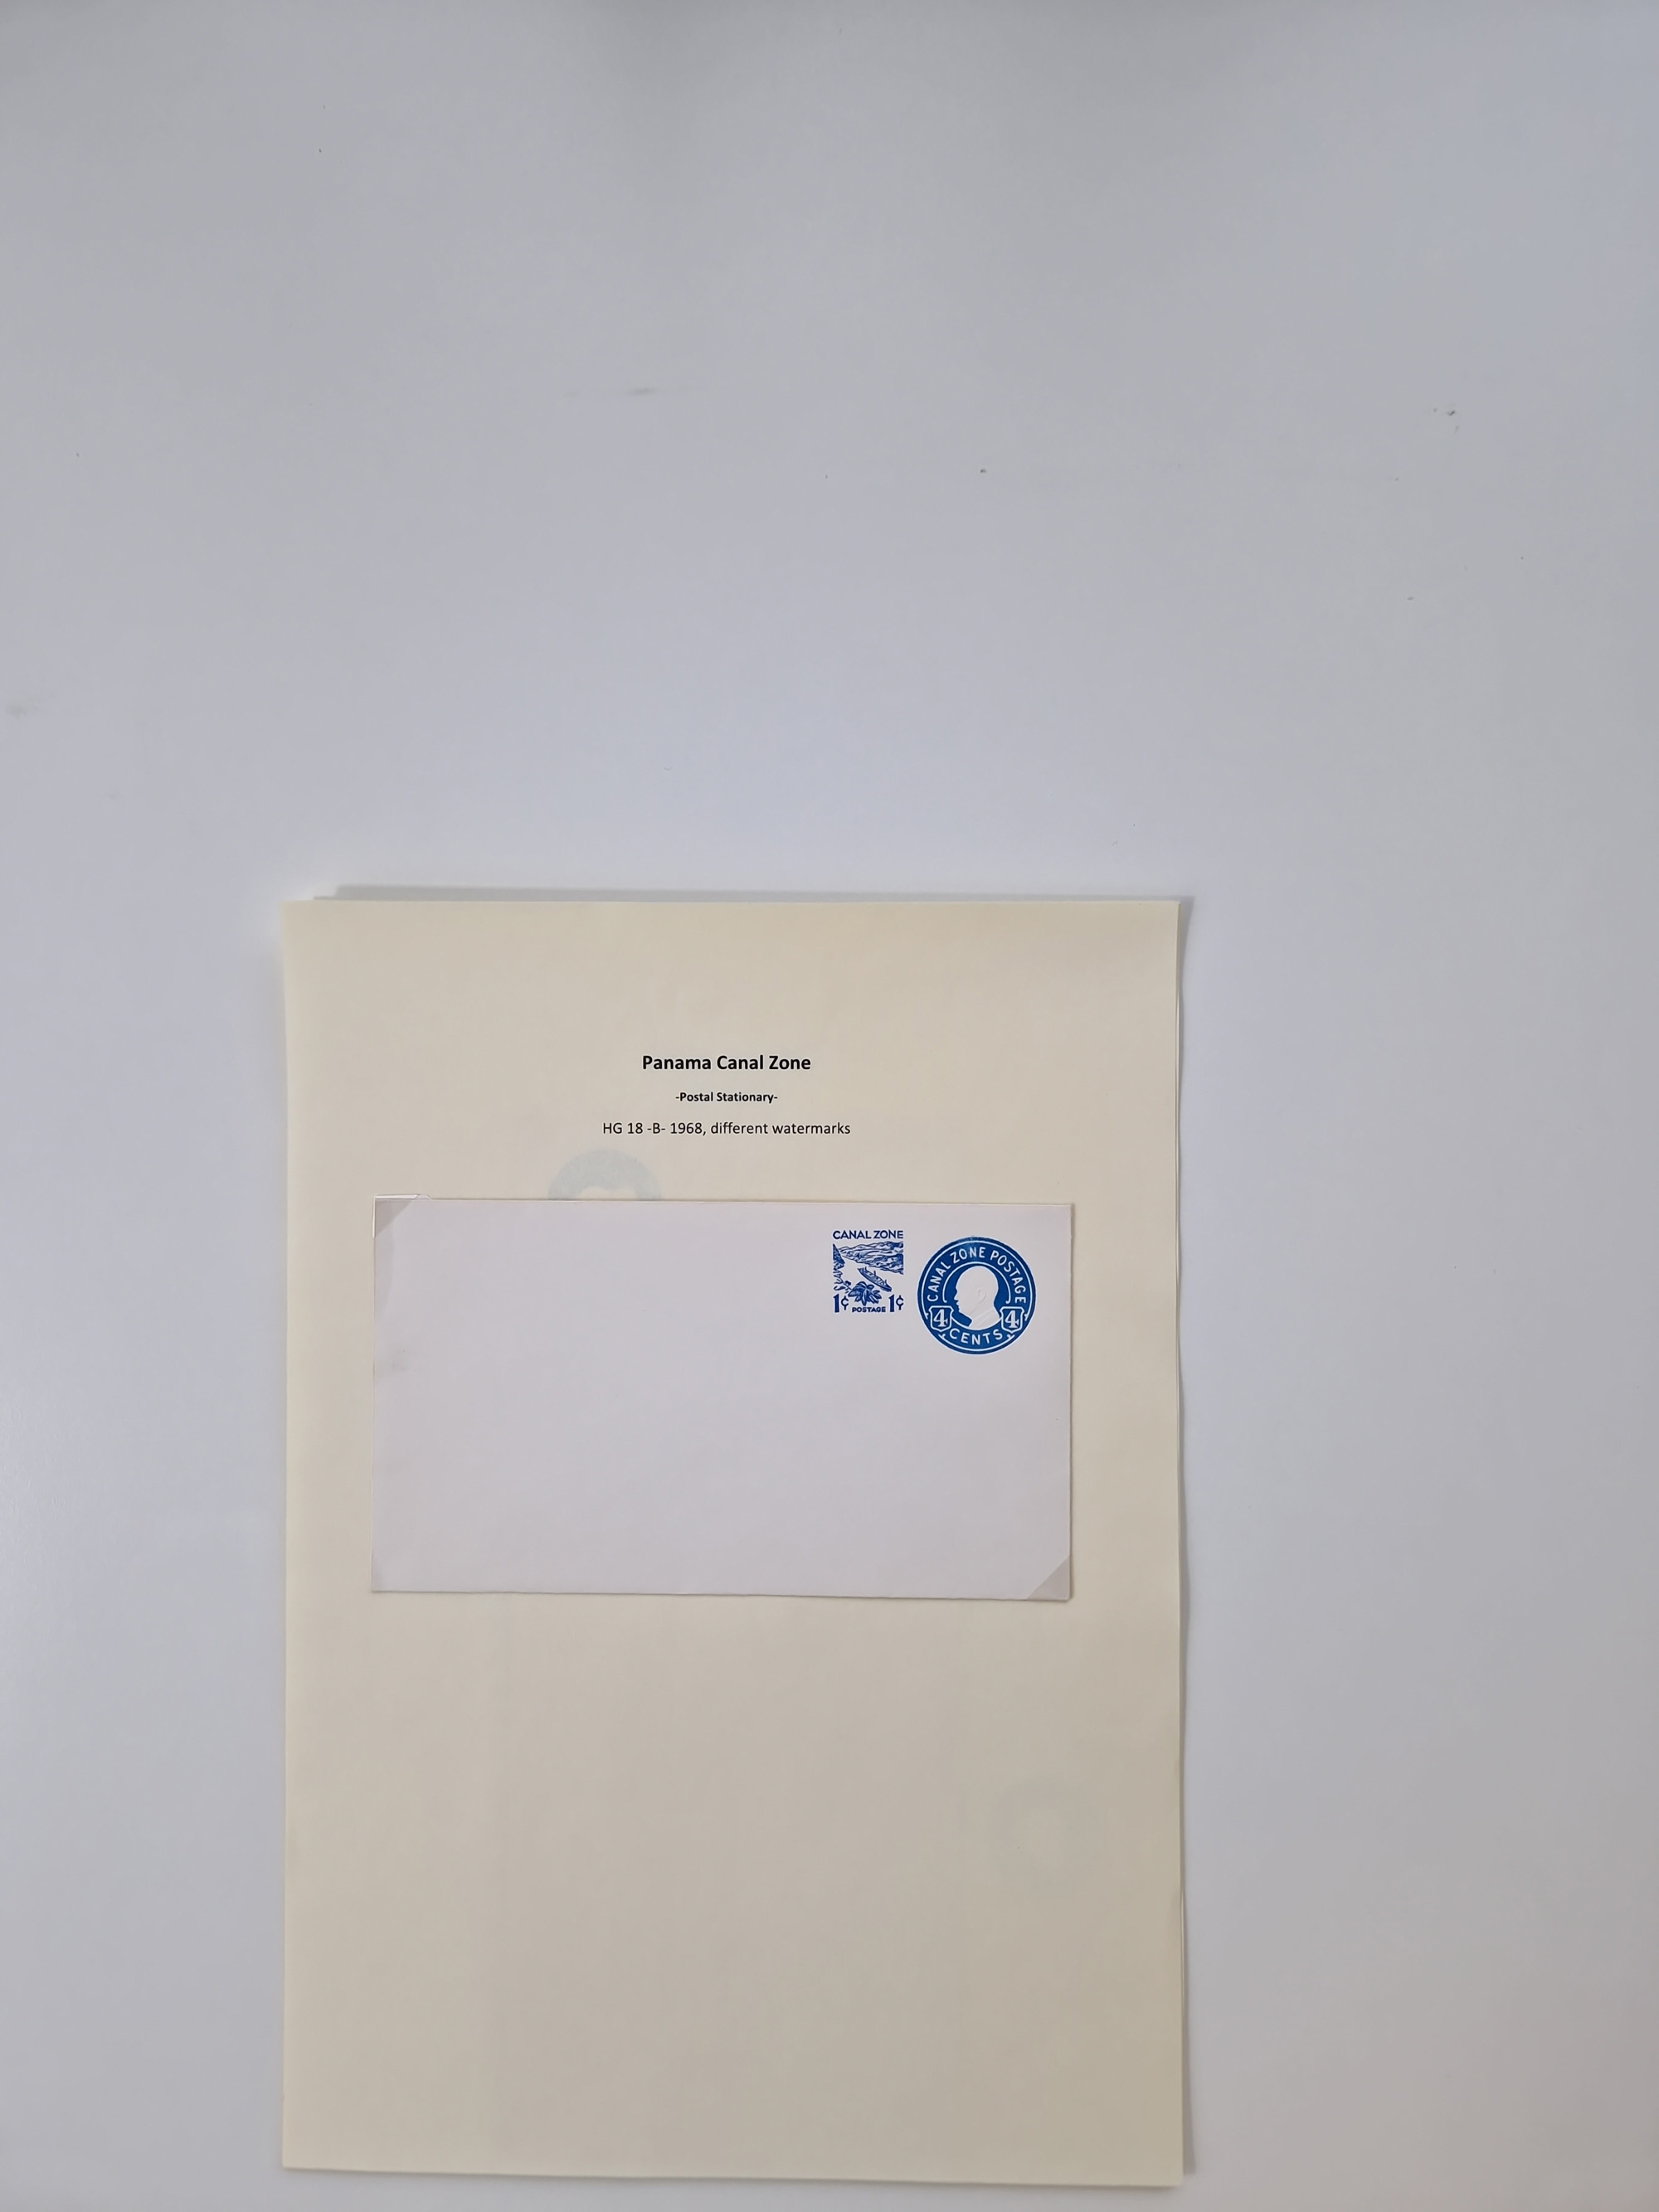 Panama Canal Zone
-Postal Stationary-
HG 18 -B- 1968, different watermarks
CANAL ZONE
1¢ POSTAGE 1¢
CANAL ZONE POSTAGE
4 4
CENTS